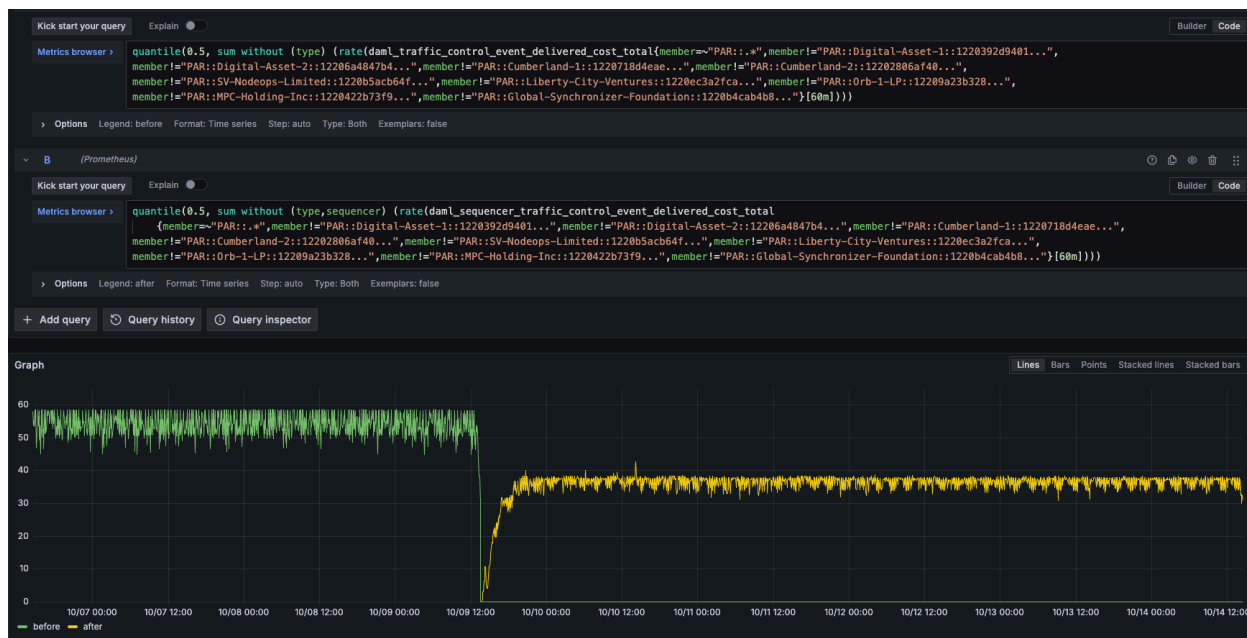 Kick start your query Explain Builder Code
Metrics browser > quantile(0.5, sum without (type) (rate(daml_traffic_control_event_delivered_cost_total{member=~"PAR::.*",member!="PAR::Digital-Asset-1::1220392d9401...",
member!="PAR::Digital-Asset-2::12206a4847b4...",member!="PAR::Cumberland-1::1220718d4eae...",member!="PAR::Cumberland-2::12202806af40...",
member!="PAR::SV-Nodeops-Limited::1220b5acb64f...",member!="PAR::Liberty-City-Ventures::1220ec3a2fca...",member!="PAR::Orb-1-LP::12209a23b328...",
member!="PAR::MPC-Holding-Inc::1220422b73f9...",member!="PAR::Global-Synchronizer-Foundation::1220b4cab4b8..."}[60m])))
> Options Legend: before Format: Time series Step: auto Type: Both Exemplars: false
B (Prometheus)
Kick start your query Explain Builder Code
Metrics browser > quantile(0.5, sum without (type,sequencer) (rate(daml_sequencer_traffic_control_event_delivered_cost_total
{member=~"PAR::.*",member!="PAR::Digital-Asset-1::1220392d9401...",member!="PAR::Digital-Asset-2::12206a4847b4...",member!="PAR::Cumberland-1::1220718d4eae...",
member!="PAR::Cumberland-2::12202806af40...",member!="PAR::SV-Nodeops-Limited::1220b5acb64f...",member!="PAR::Liberty-City-Ventures::1220ec3a2fca...",
member!="PAR::Orb-1-LP::12209a23b328...",member!="PAR::MPC-Holding-Inc::1220422b73f9...",member!="PAR::Global-Synchronizer-Foundation::1220b4cab4b8..."}[60m])))
> Options Legend: after Format: Time series Step: auto Type: Both Exemplars: false
+ Add query Query history Query inspector
Graph Lines Bars Points Stacked lines Stacked bars
60
50
40
30
20
10
0
10/07 00:00 10/07 12:00 10/08 00:00 10/08 12:00 10/09 00:00 10/09 12:00 10/10 00:00 10/10 12:00 10/11 00:00 10/11 12:00 10/12 00:00 10/12 12:00 10/13 00:00 10/13 12:00 10/14 00:00 10/14 12:00
before after